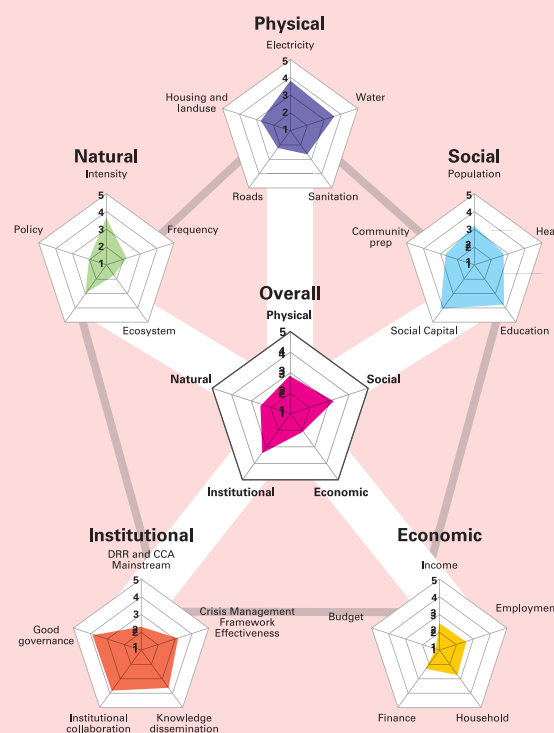 Physical
Electricity
5
4
3
2
1
Housing and
landuse
Water
Roads
Sanitation
Natural
Intensity
5
4
3
2
1
Policy
Frequency
Ecosystem
Social
Population
5
4
3
2
1
Community
prep
Hea
Social Capital
Education
Overall
Physical
5
4
3
2
1
Natural
Social
Institutional
Economic
Institutional
DRR and CCA
Mainstream
5
4
3
2
1
Good
governance
Crisis Management
Framework
Effectiveness
Institutional
collaboration
Knowledge
dissemination
Economic
Income
5
4
3
2
1
Budget
Employmen
Finance
Household